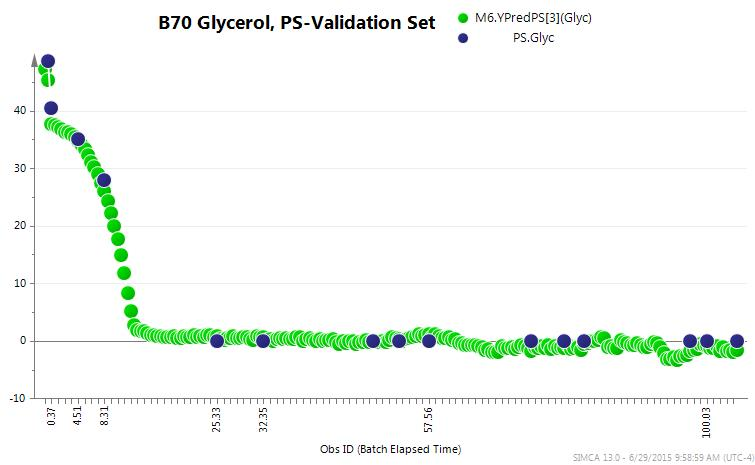 B70 Glycerol, PS-Validation Set
M6.YPredPS[3](Glyc)
PS.Glyc
40
30
20
10
0
-10
0.37
4.51
8.31
25.33
32.35
57.56
100.03
Obs ID (Batch Elapsed Time)
SIMCA 13.0 - 6/29/2015 9:58:59 AM (UTC-4)